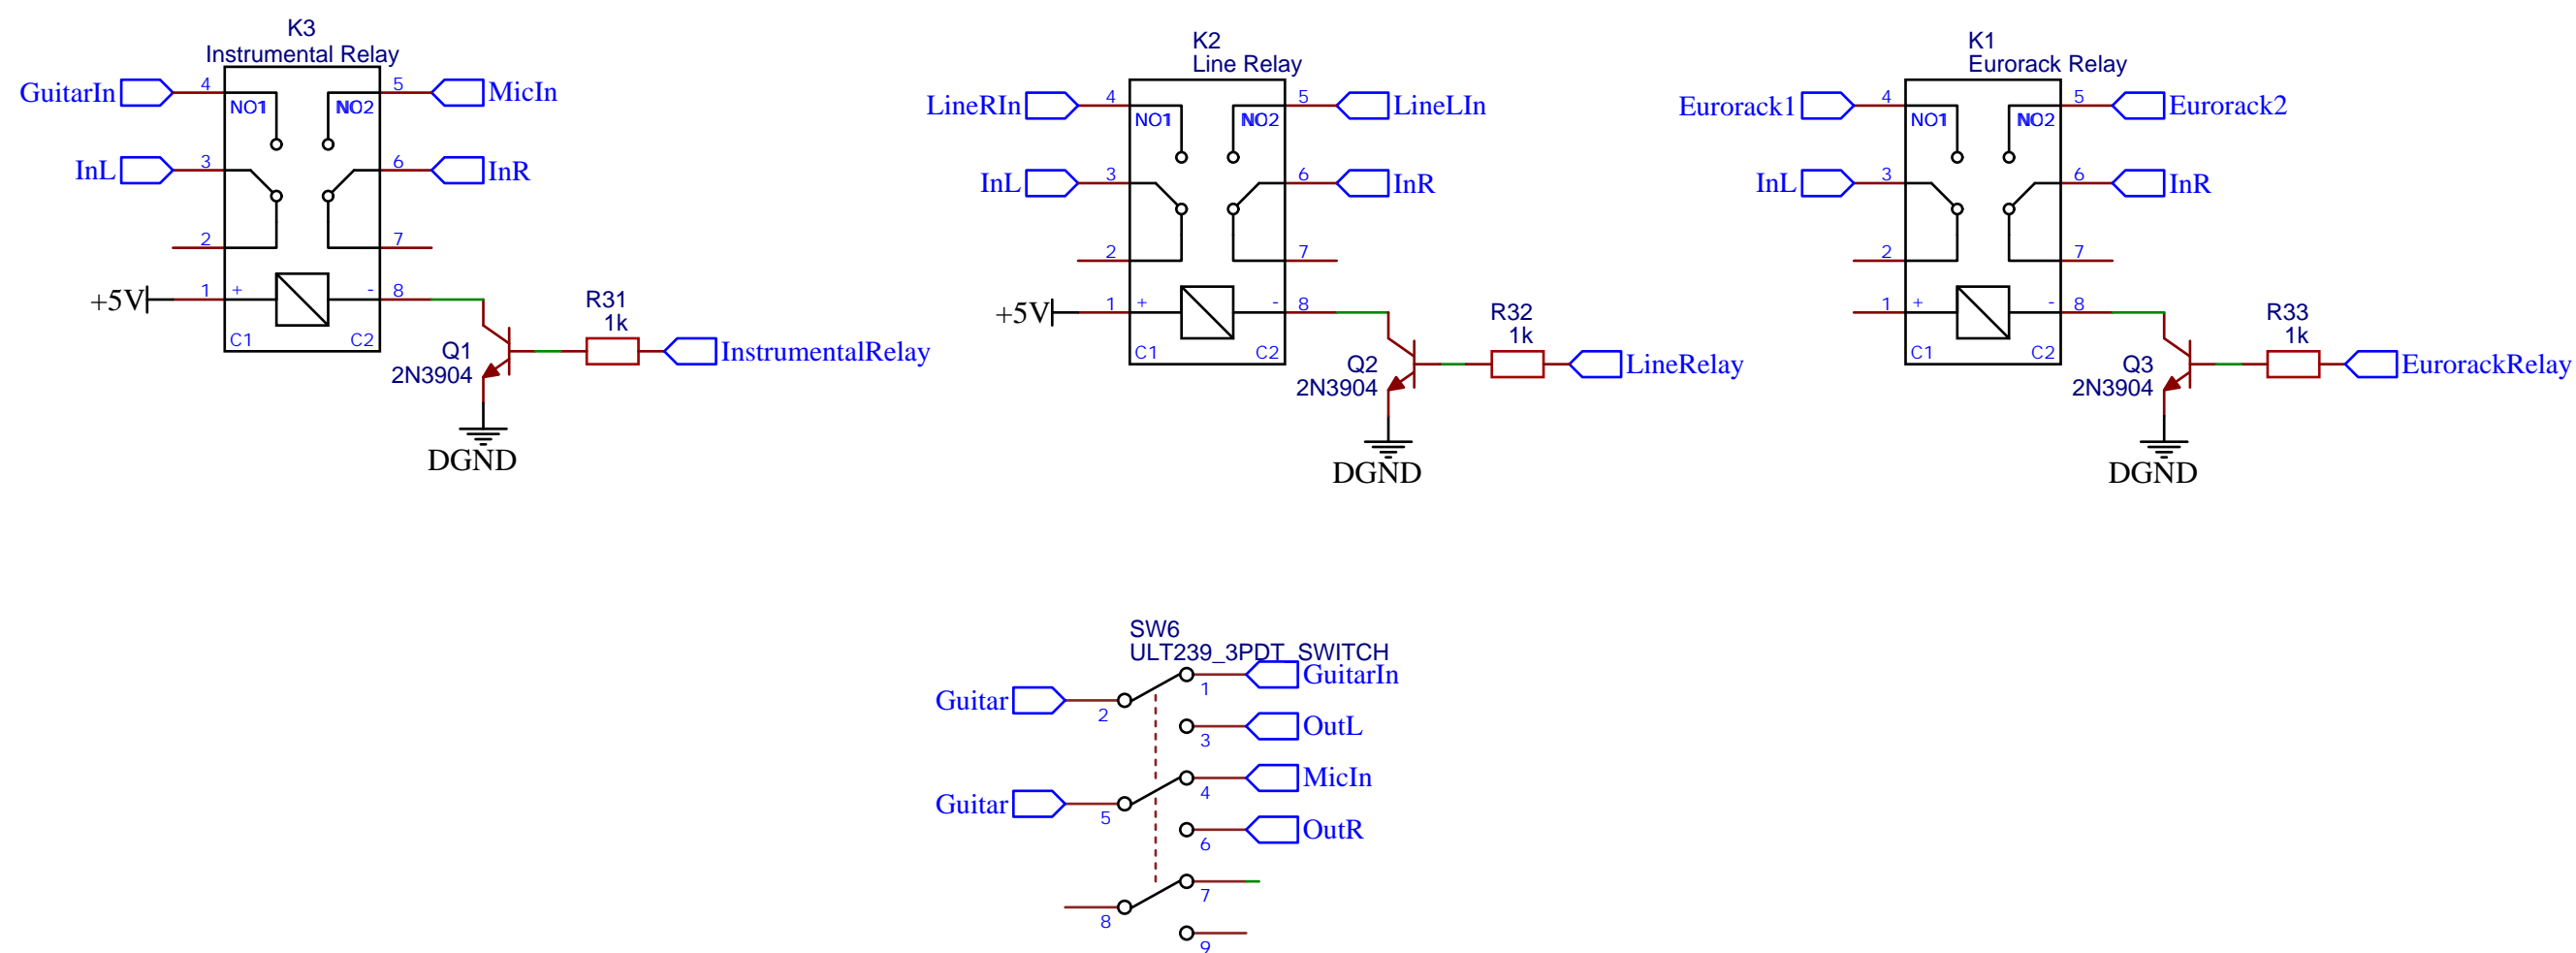 K3
Instrumental Relay
GuitarIn
4
5
MicIn
NO1
NO2
InL
3
6
InR
2
7
+5V
1
+
-
8
C1
C2
R31
1k
Q1
2N3904
InstrumentalRelay
DGND
K2
Line Relay
LineRIn
4
5
LineLIn
NO1
NO2
InL
3
6
InR
2
7
+5V
1
+
-
8
C1
C2
R32
1k
Q2
2N3904
LineRelay
DGND
K1
Eurorack Relay
Eurorack1
4
5
Eurorack2
NO1
NO2
InL
3
6
InR
2
7
1
+
-
8
C1
C2
R33
1k
Q3
2N3904
EurorackRelay
DGND
SW6
ULT239_3PDT_SWITCH
Guitar
2
1
GuitarIn
3
OutL
Guitar
5
4
MicIn
6
OutR
8
7
9